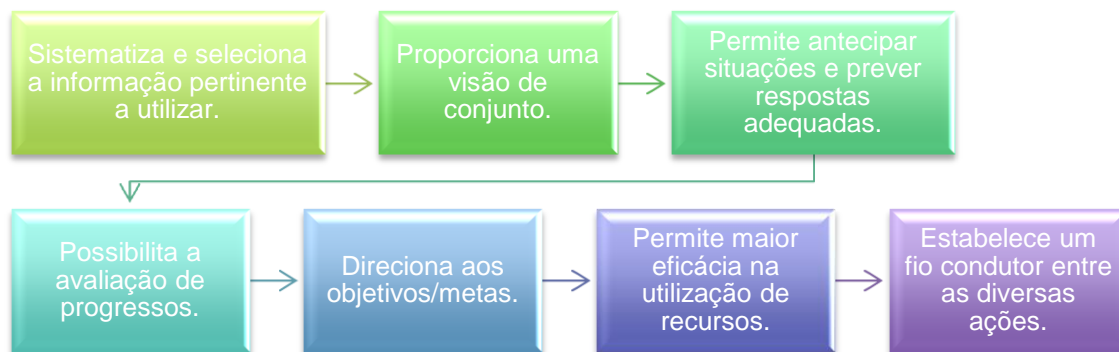 Sistematiza e seleciona
a informação pertinente
a utilizar.
Proporciona uma
visão de
conjunto.
Permite antecipar
situações e prever
respostas
adequadas.
Possibilita a
avaliação de
progressos.
Direciona aos
objetivos/metas.
Permite maior
eficácia na
utilização de
recursos.
Estabelece um
fio condutor entre
as diversas
ações.